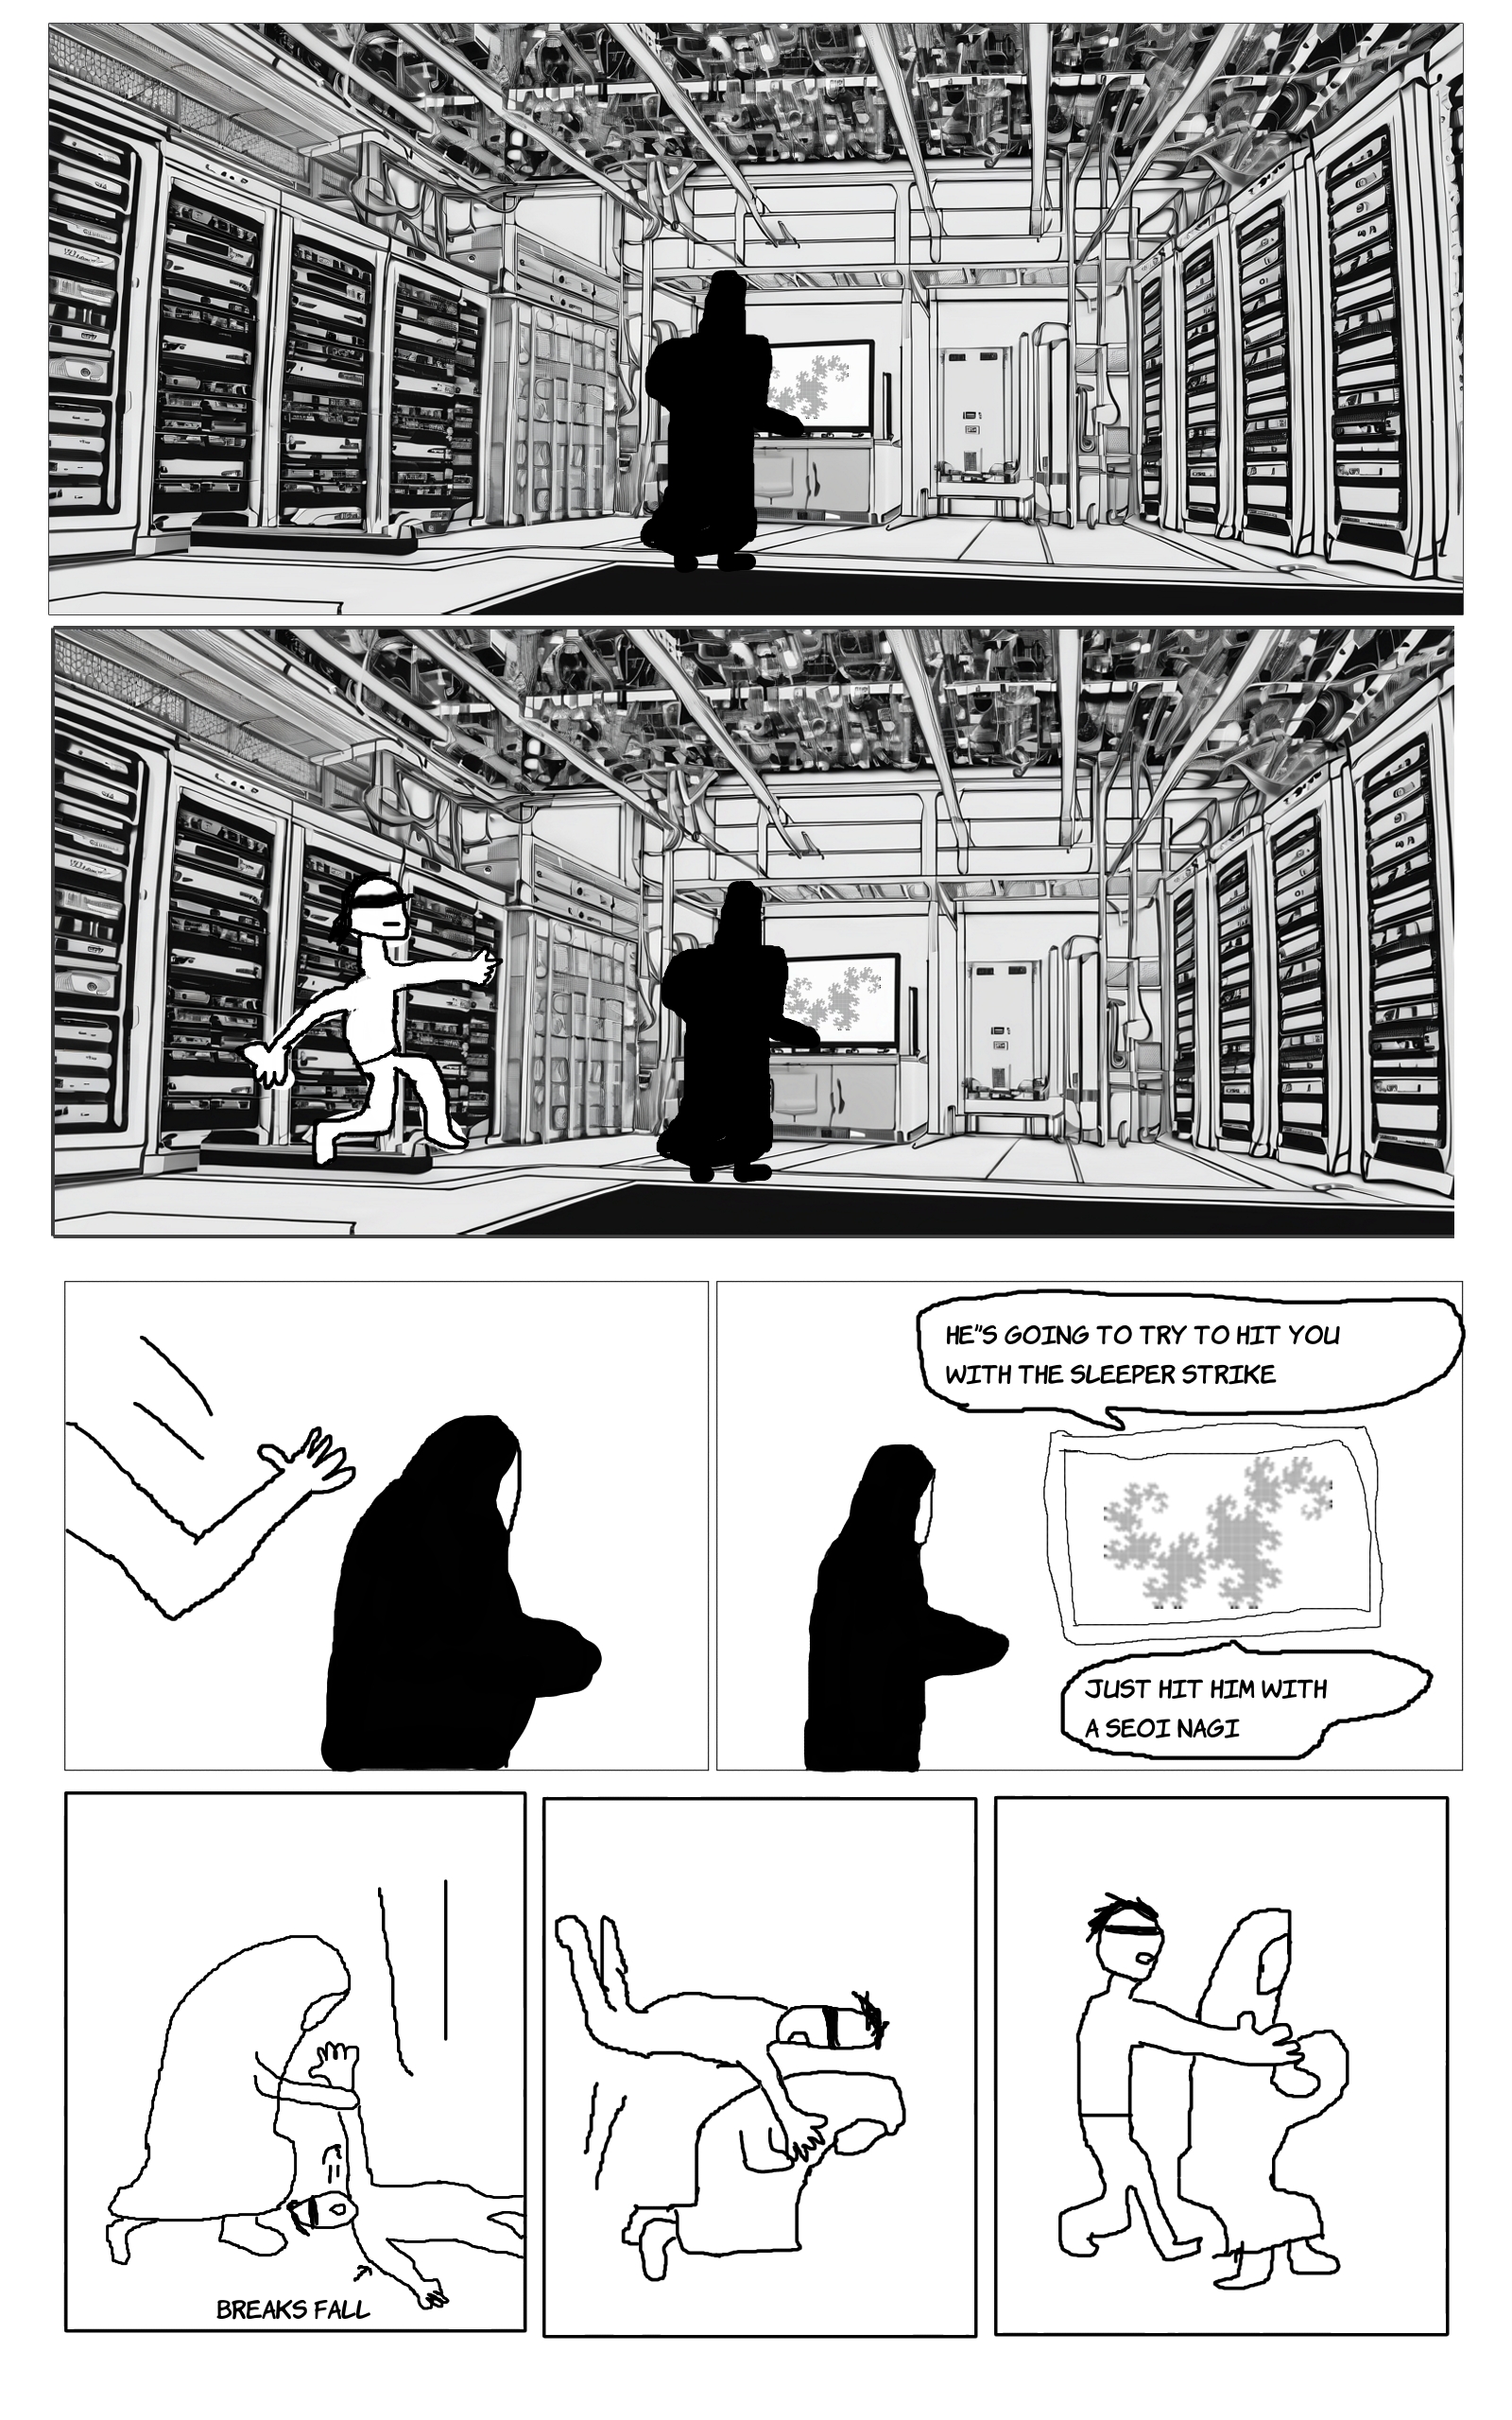 HE"S GOING TO TRY TO HIT YOU
WITH THE SLEEPER STRIKE
JUST HIT HIM WITH
A SEOI NAGI
BREAKS FALL